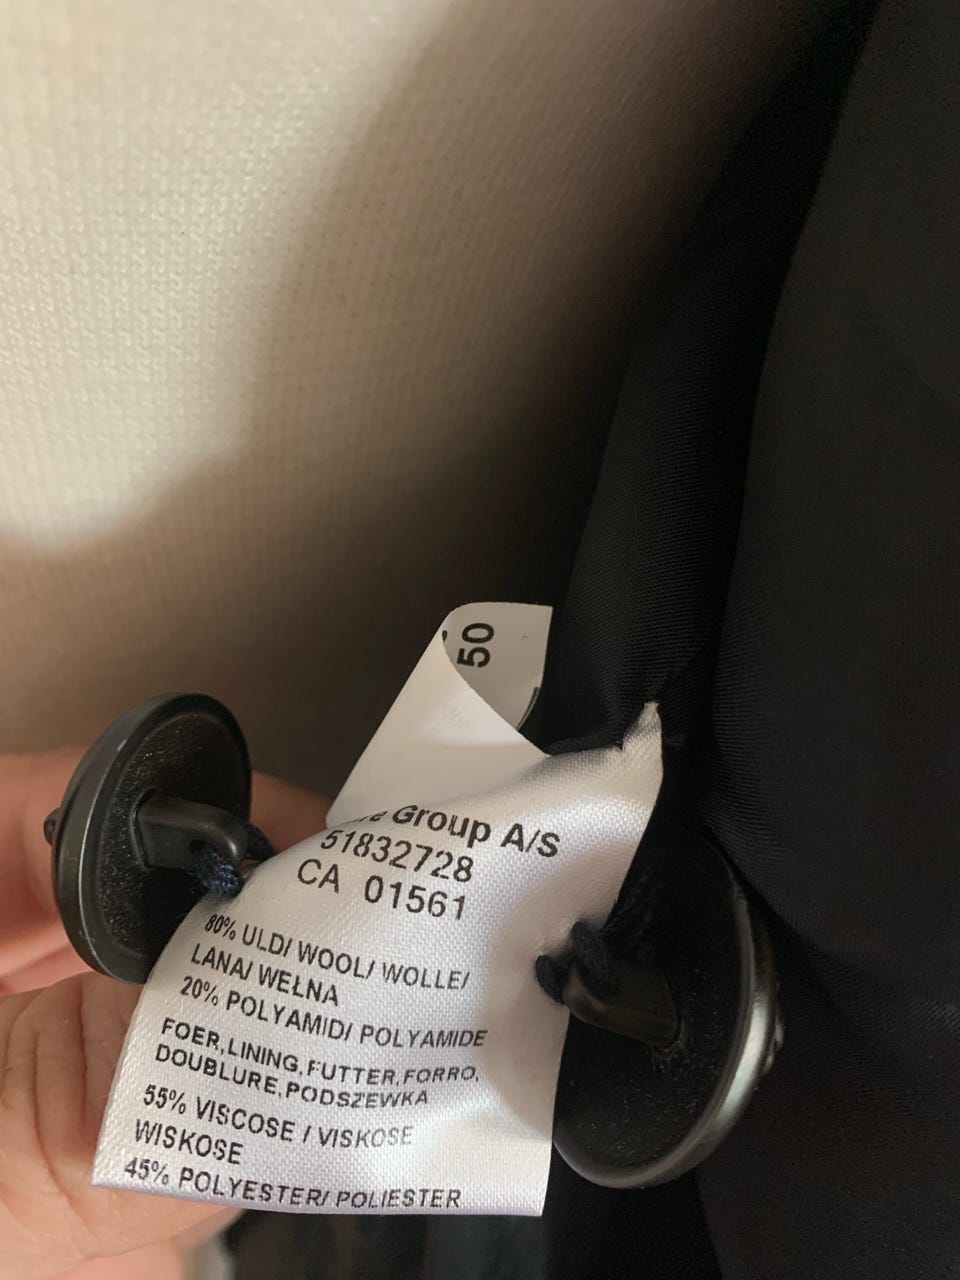 50
Group A/S
51832728
CA 01561
80% ULD/ WOOL/ WOLLE/
LANA/ WEŁNA
20% POLYAMID/ POLYAMIDE
FOER,LINING,FUTTER,FORRO,
DOUBLURE,PODSZEWKA
55% VISCOSE / VISKOSE
WISKOSE
45% POLYESTER/ POLIESTER